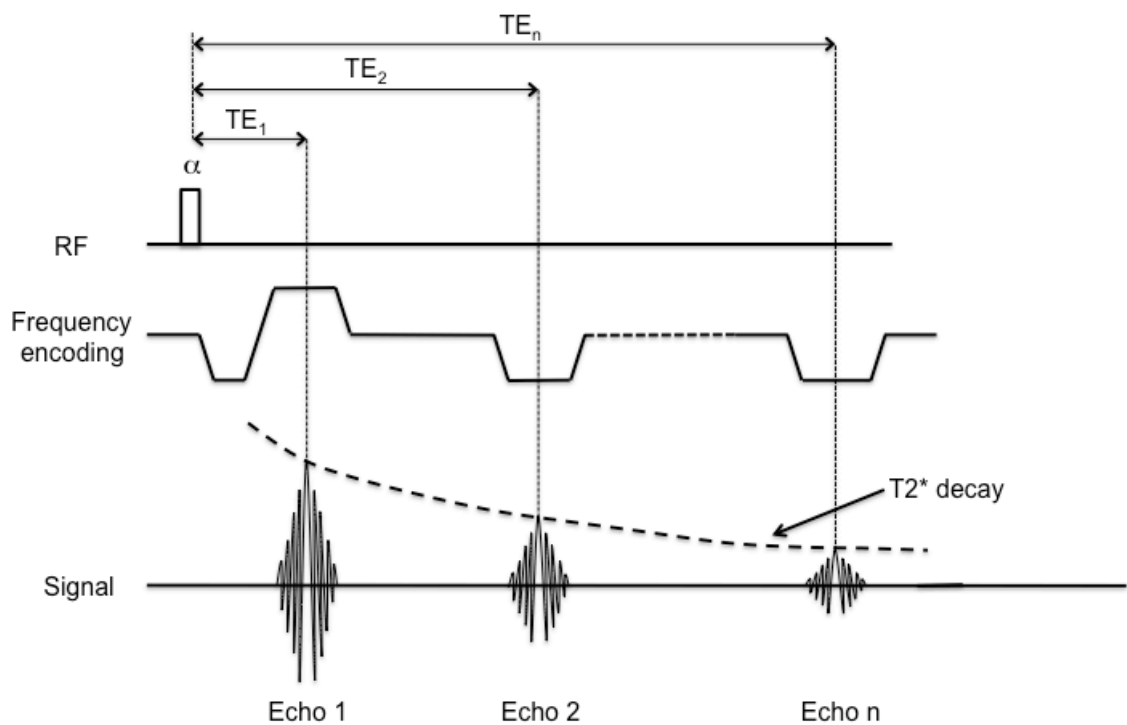 TEn
TE2
TE1
α
RF
Frequency
encoding
T2* decay
Signal
Echo 1
Echo 2
Echo n